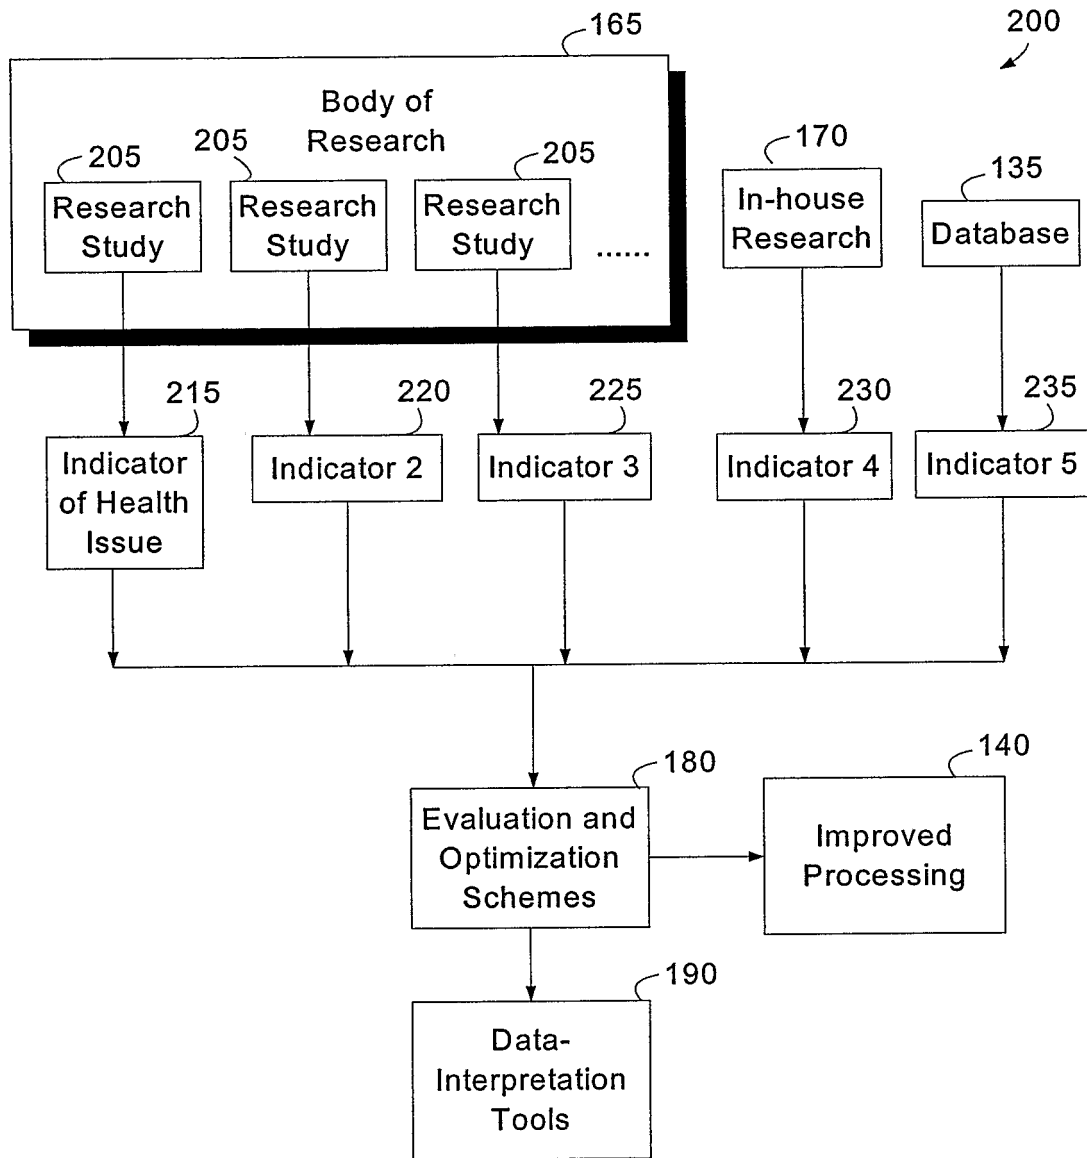 165
200
Body of
Research
205
205
205
170
135
Research
Study
Research
Study
Research
Study
......
In-house
Research
Database
215
220
225
230
235
Indicator
of Health
Issue
Indicator 2
Indicator 3
Indicator 4
Indicator 5
180
140
Evaluation and
Optimization
Schemes
Improved
Processing
190
Data-
Interpretation
Tools